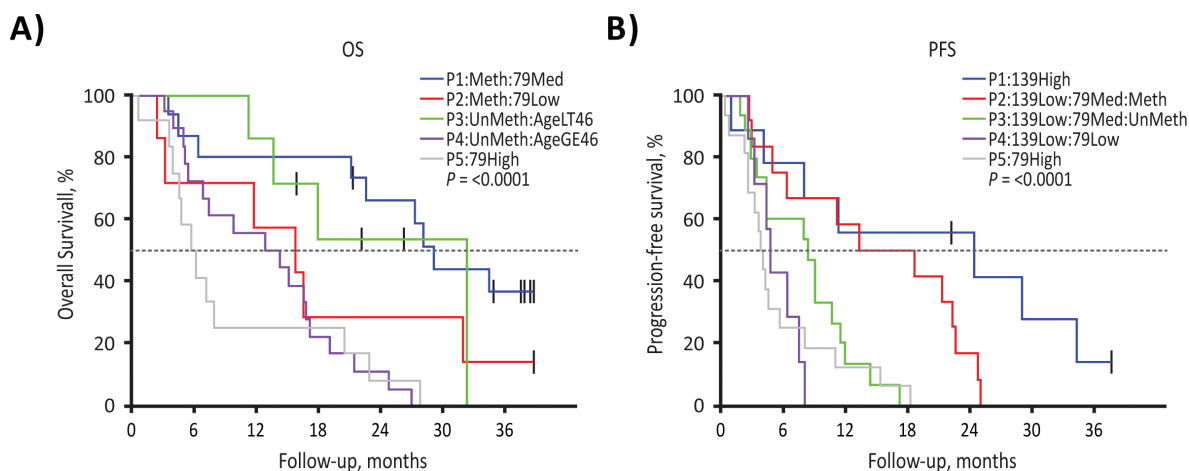 A)
OS
P1:Meth:79Med
P2:Meth:79Low
P3:UnMeth:AgeLT46
P4:UnMeth:AgeGE46
P5:79High
P = <0.0001
Overall Survivall, %
100
80
60
40
20
0
0 6 12 18 24 30 36
Follow-up, months
B)
PFS
P1:139High
P2:139Low:79Med:Meth
P3:139Low:79Med:UnMeth
P4:139Low:79Low
P5:79High
P = <0.0001
Progression-free survival, %
100
80
60
40
20
0
0 6 12 18 24 30 36
Follow-up, months